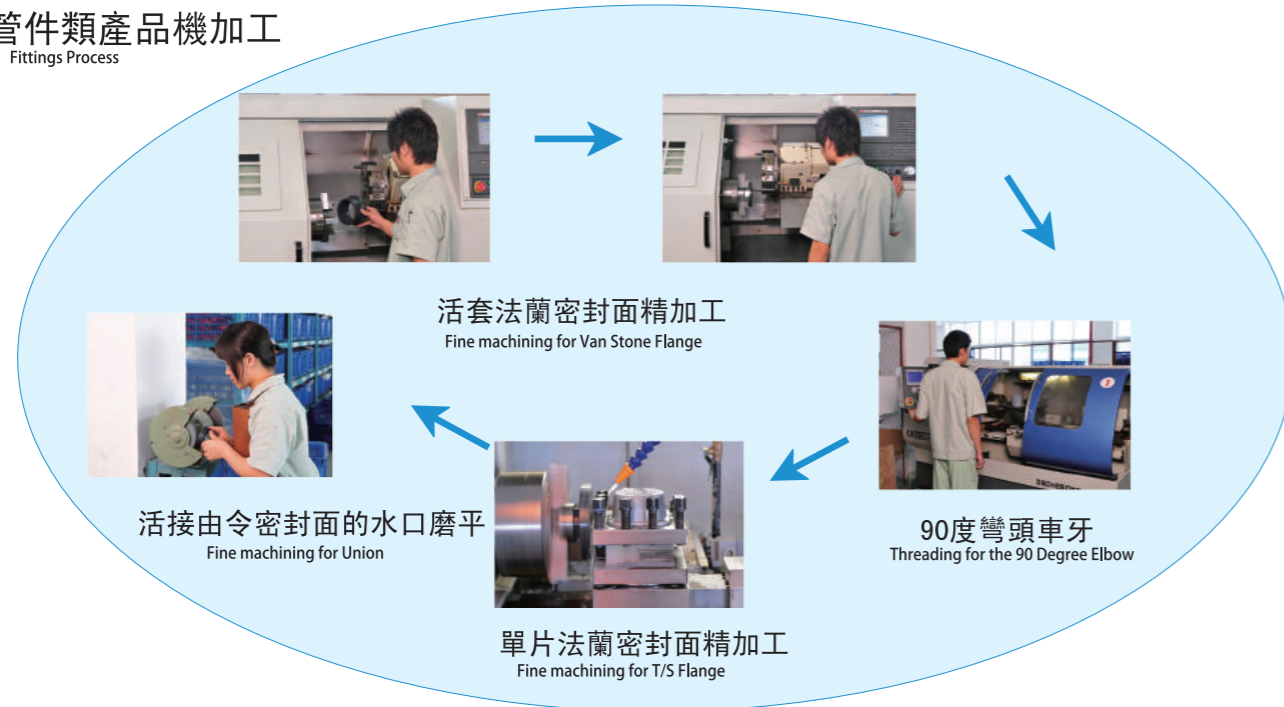 管件類產品機加工
Fittings Process
活套法蘭密封面精加工
Fine machining for Van Stone Flange
活接由令密封面的水口磨平
Fine machining for Union
90度彎頭車牙
Threading for the 90 Degree Elbow
單片法蘭密封面精加工
Fine machining for T/S Flange